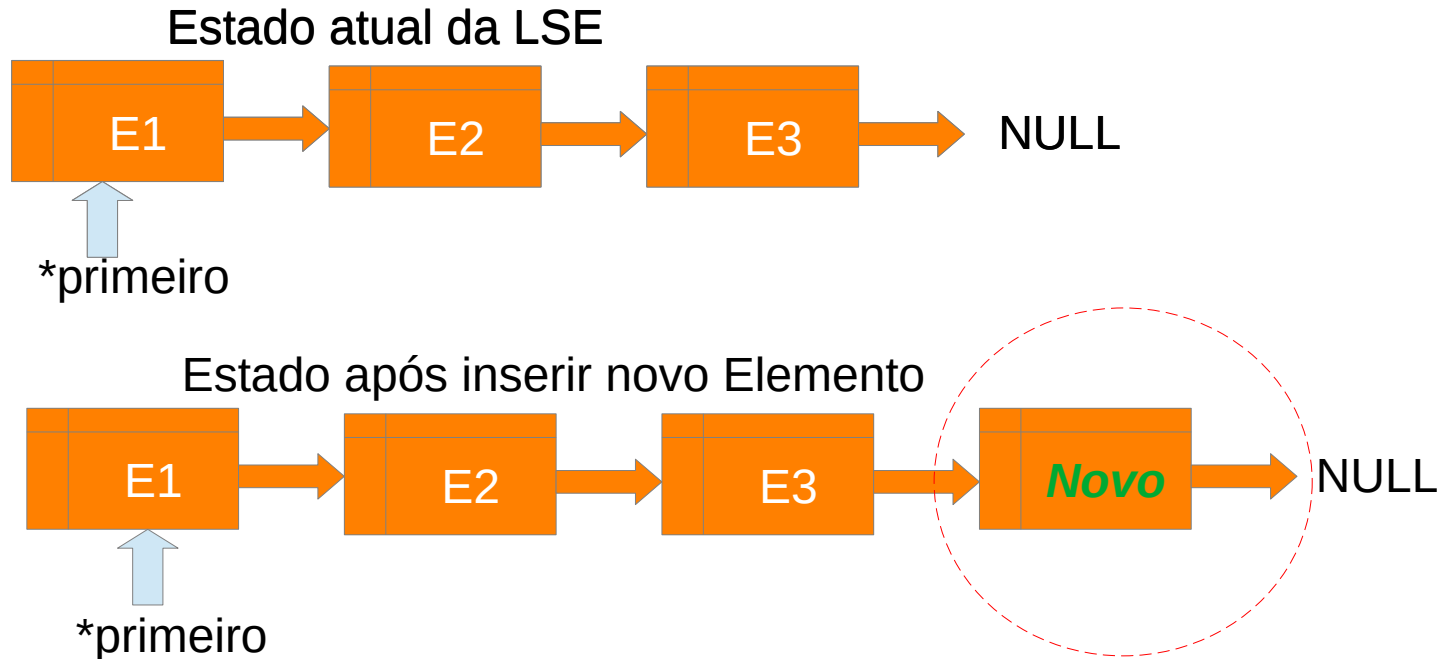 Estado atual da LSE
E1
E2
E3
NULL
*primeiro
Estado após inserir novo Elemento
E1
E2
E3
Novo
NULL
*primeiro